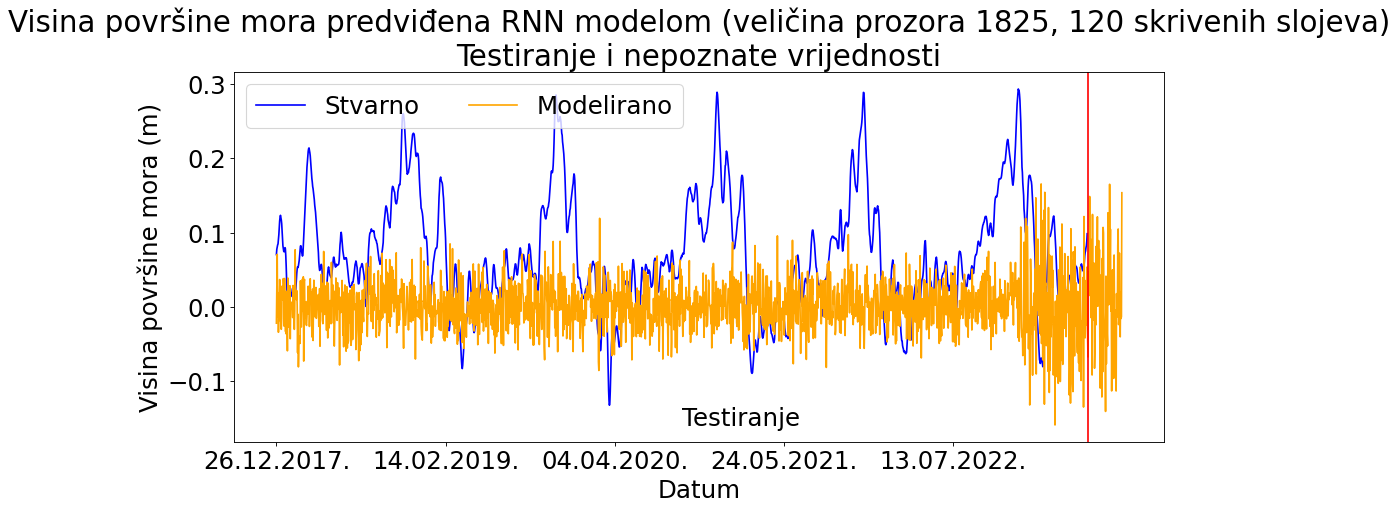 Visina površine mora predviđena RNN modelom (veličina prozora 1825, 120 skrivenih slojeva)
Testiranje i nepoznate vrijednosti
Stvarno
Modelirano
Visina površine mora (m)
0.3
0.2
0.1
0.0
−0.1
Testiranje
26.12.2017.
14.02.2019.
04.04.2020.
24.05.2021.
13.07.2022.
Datum